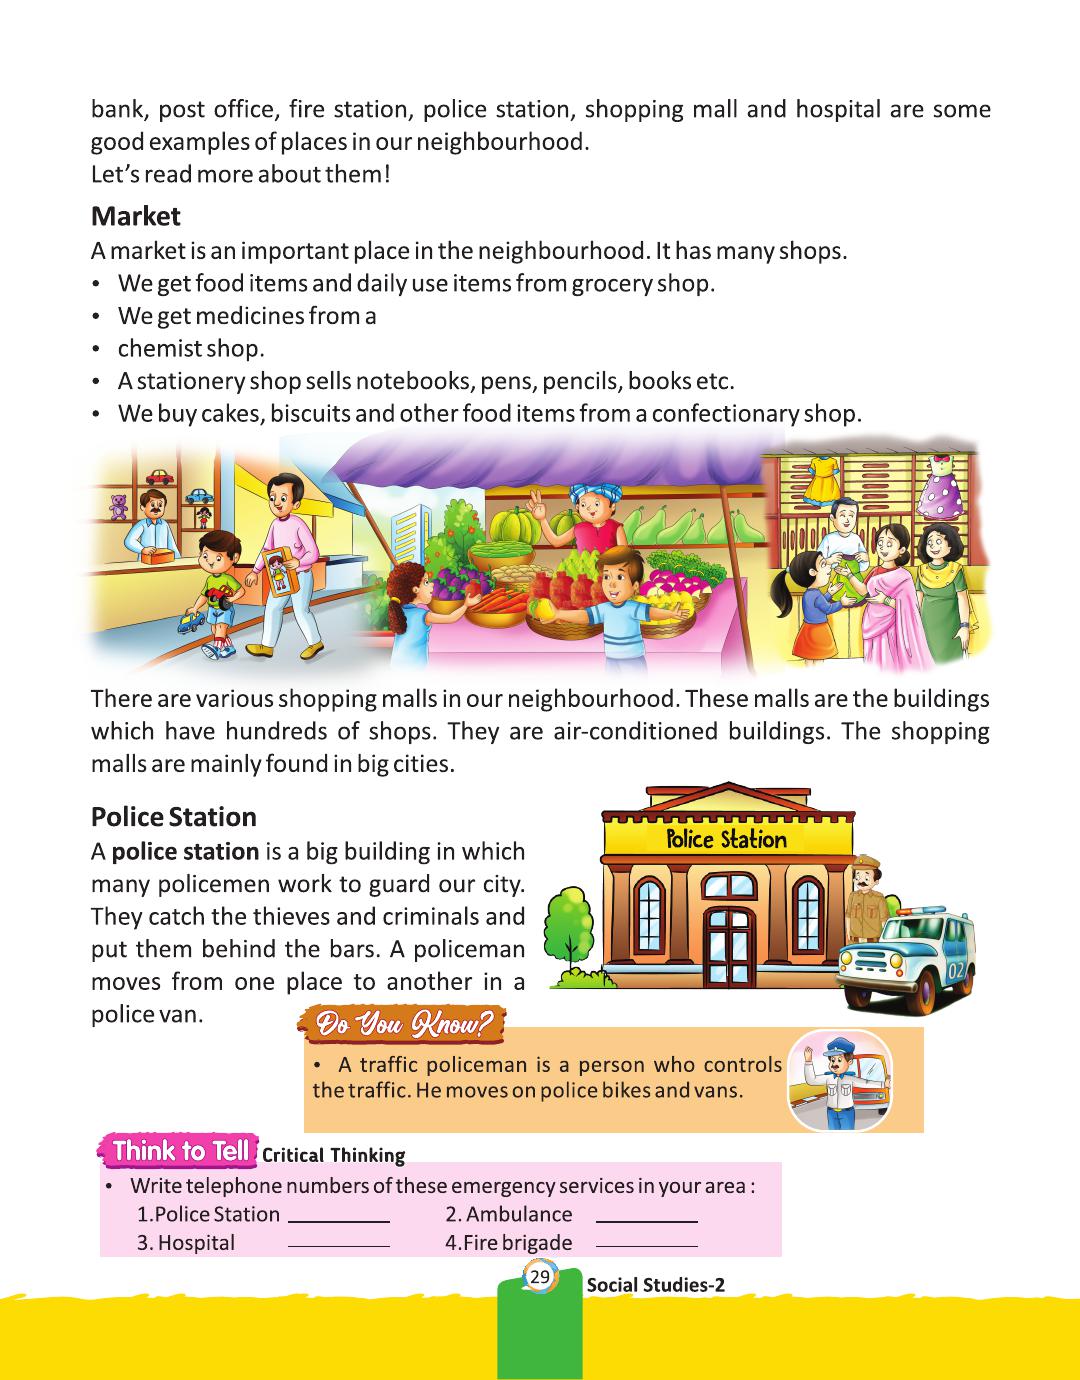 bank, post office, fire station, police station, shopping mall and hospital are some
good examples of places in our neighbourhood.
Let's read more about them!
Market
A market is an important place in the neighbourhood. It has many shops.
• We get food items and daily use items from grocery shop.
• We get medicines from a
• chemist shop.
• A stationery shop sells notebooks, pens, pencils, books etc.
• We buy cakes, biscuits and other food items from a confectionary shop.
There are various shopping malls in our neighbourhood. These malls are the buildings
which have hundreds of shops. They are air-conditioned buildings. The shopping
malls are mainly found in big cities.
Police Station
A police station is a big building in which
many policemen work to guard our city.
They catch the thieves and criminals and
put them behind the bars. A policeman
moves from one place to another in a
police van.
Police Station
02
Do You Know?
• A traffic policeman is a person who controls
the traffic. He moves on police bikes and vans.
Think to Tell Critical Thinking
• Write telephone numbers of these emergency services in your area :
1.Police Station __________ 2. Ambulance __________
3. Hospital __________ 4.Fire brigade __________
29 Social Studies-2